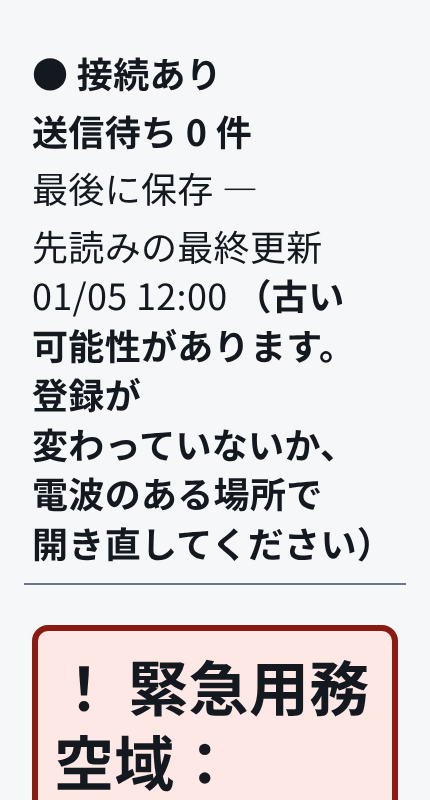 ● 接続あり
送信待ち 0 件
最後に保存 —
先読みの最終更新
01/05 12:00 （古い
可能性があります。
登録が
変わっていないか、
電波のある場所で
開き直してください）
！ 緊急用務
空域：